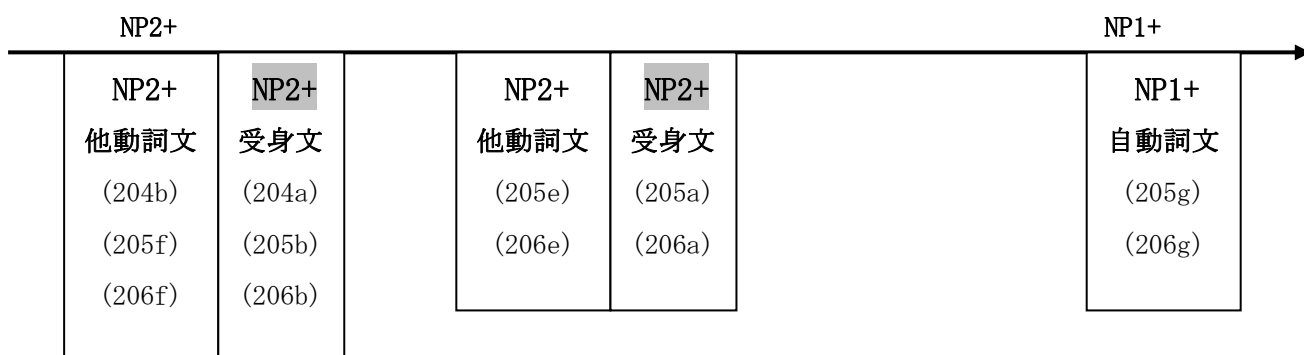 NP2+ NP1+
NP2+ NP2+ NP2+ NP2+ NP1+
他動詞文 受身文 他動詞文 受身文 自動詞文
(204b) (204a) (205e) (205a) (205g)
(205f) (205b) (206e) (206a) (206g)
(206f) (206b)